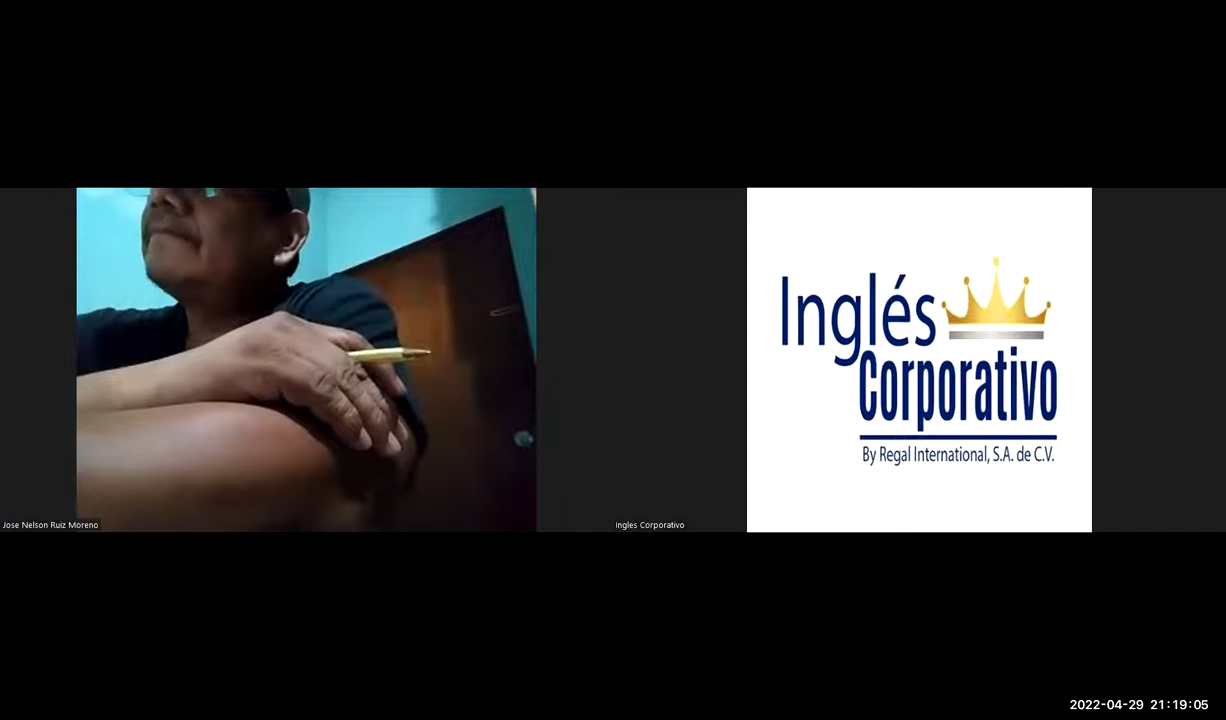 Inglés
Corporativo
By Regal International, S.A. de C.V.
Jose Nelson Ruiz Moreno
Ingles Corporativo
2022-04-29 21:19:05